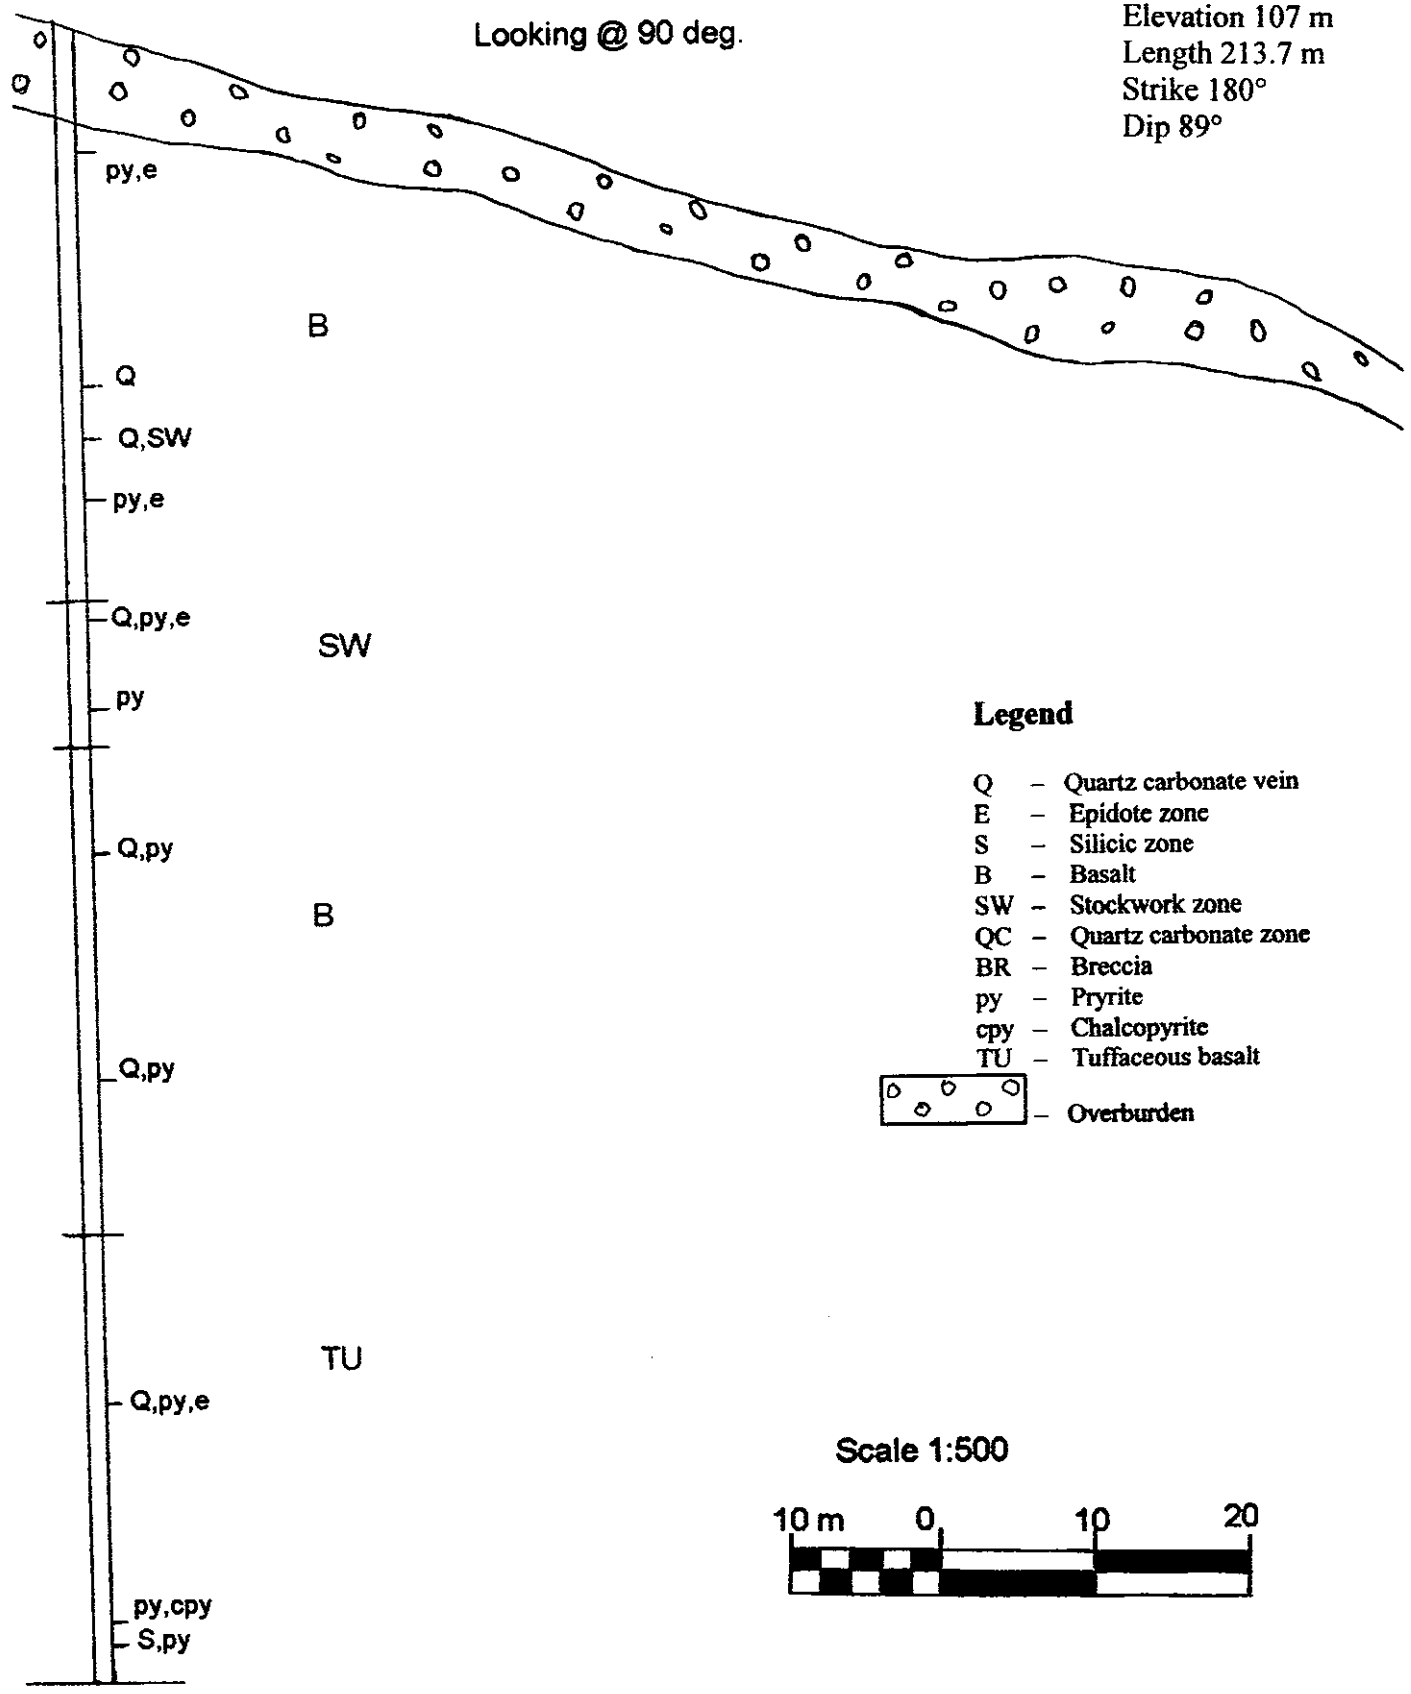 Looking @ 90 deg.
Elevation 107 m
Length 213.7 m
Strike 180°
Dip 89°
py,e
B
Q
Q,SW
py,e
Q,py,e
SW
py
Q,py
B
Q,py
TU
Q,py,e
py,cpy
S,py
Legend
Q – Quartz carbonate vein
E – Epidote zone
S – Silicic zone
B – Basalt
SW – Stockwork zone
QC – Quartz carbonate zone
BR – Breccia
py – Pryrite
cpy – Chalcopyrite
TU – Tuffaceous basalt
– Overburden
Scale 1:500
10 m 0 10 20